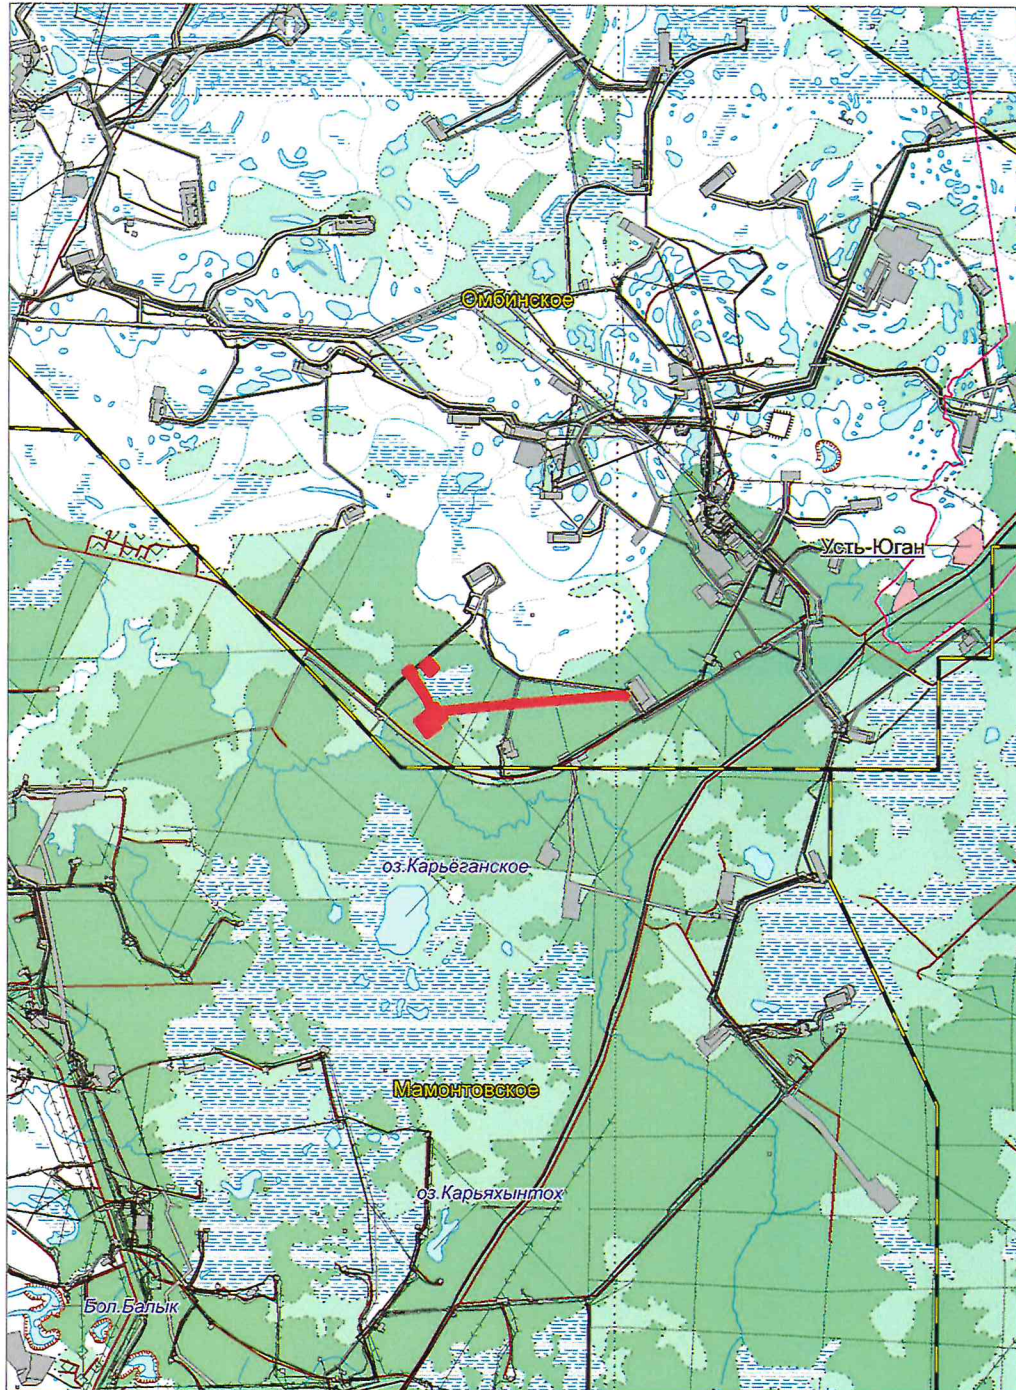 Омбинское
Усть-Юган
оз.Карьёганское
Мамонтовское
оз.Карьяхынтох
Бол.Балык